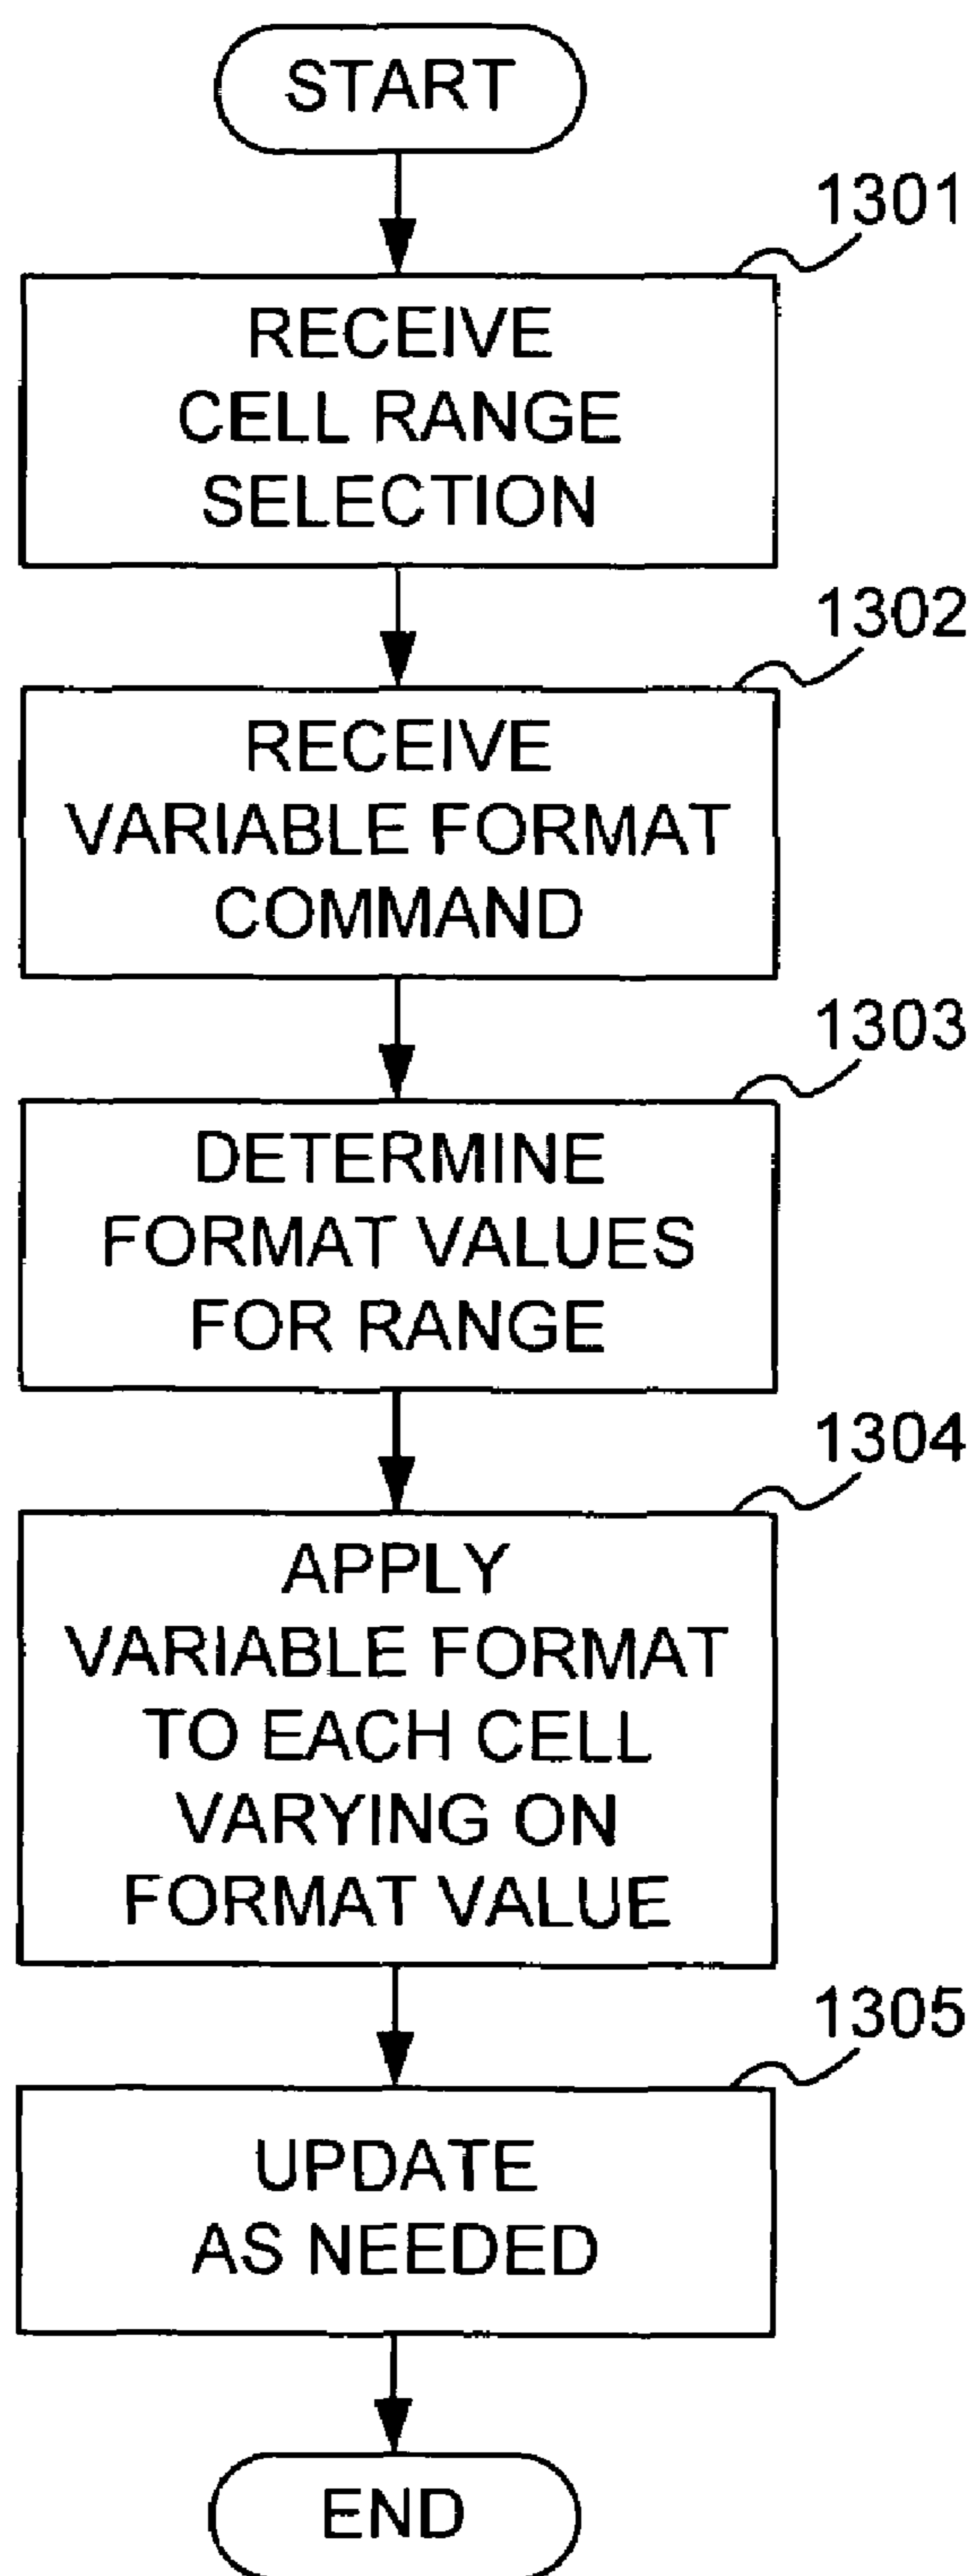 START
1301
RECEIVE
CELL RANGE
SELECTION
1302
RECEIVE
VARIABLE FORMAT
COMMAND
1303
DETERMINE
FORMAT VALUES
FOR RANGE
1304
APPLY
VARIABLE FORMAT
TO EACH CELL
VARYING ON
FORMAT VALUE
1305
UPDATE
AS NEEDED
END